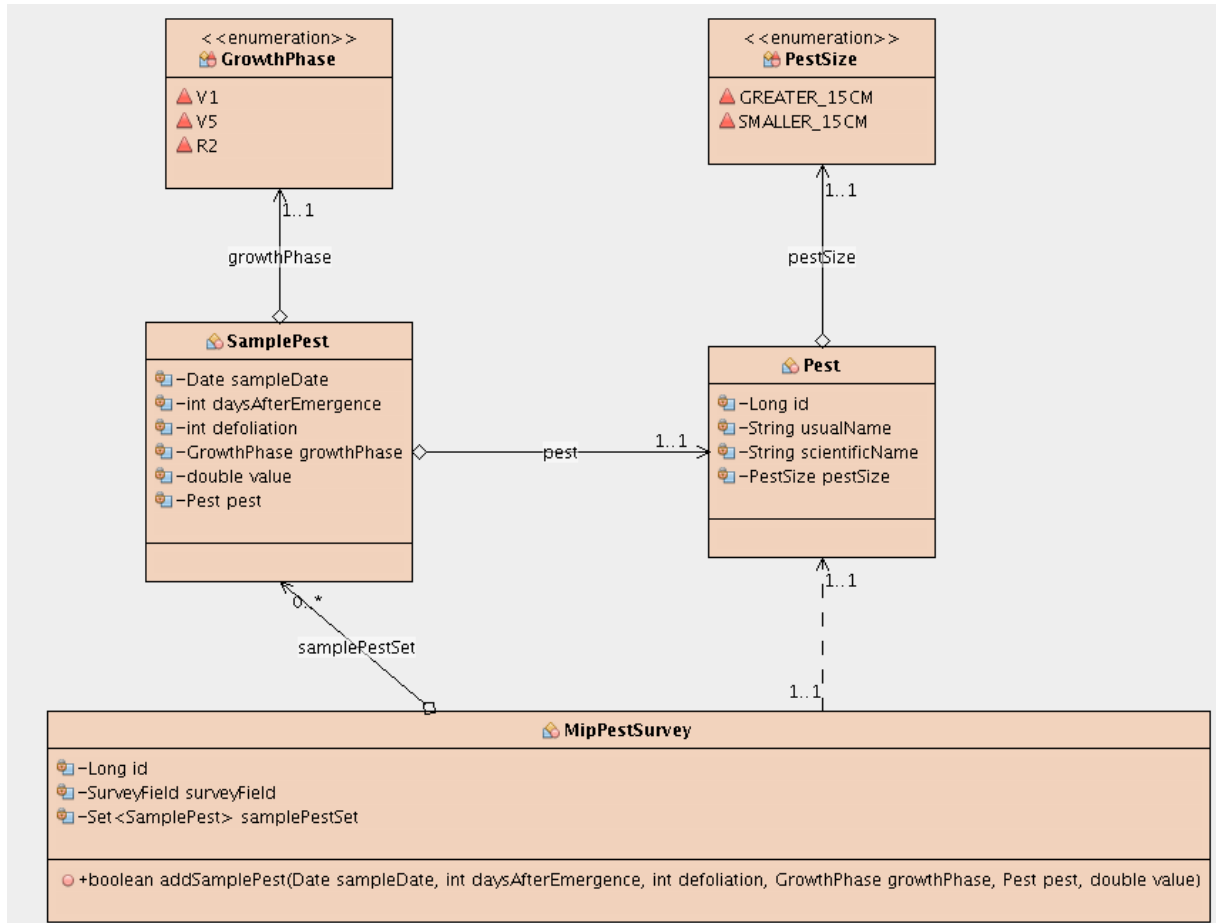 <<enumeration>>
GrowthPhase
V1
V5
R2
<<enumeration>>
PestSize
GREATER_15CM
SMALLER_15CM
1..1
growthPhase
1..1
pestSize
SamplePest
-Date sampleDate
-int daysAfterEmergence
-int defoliation
-GrowthPhase growthPhase
-double value
-Pest pest
pest
1..1
Pest
-Long id
-String usualName
-String scientificName
-PestSize pestSize
0..*
samplePestSet
1..1
1..1
MipPestSurvey
-Long id
-SurveyField surveyField
-Set<SamplePest> samplePestSet
+boolean addSamplePest(Date sampleDate, int daysAfterEmergence, int defoliation, GrowthPhase growthPhase, Pest pest, double value)